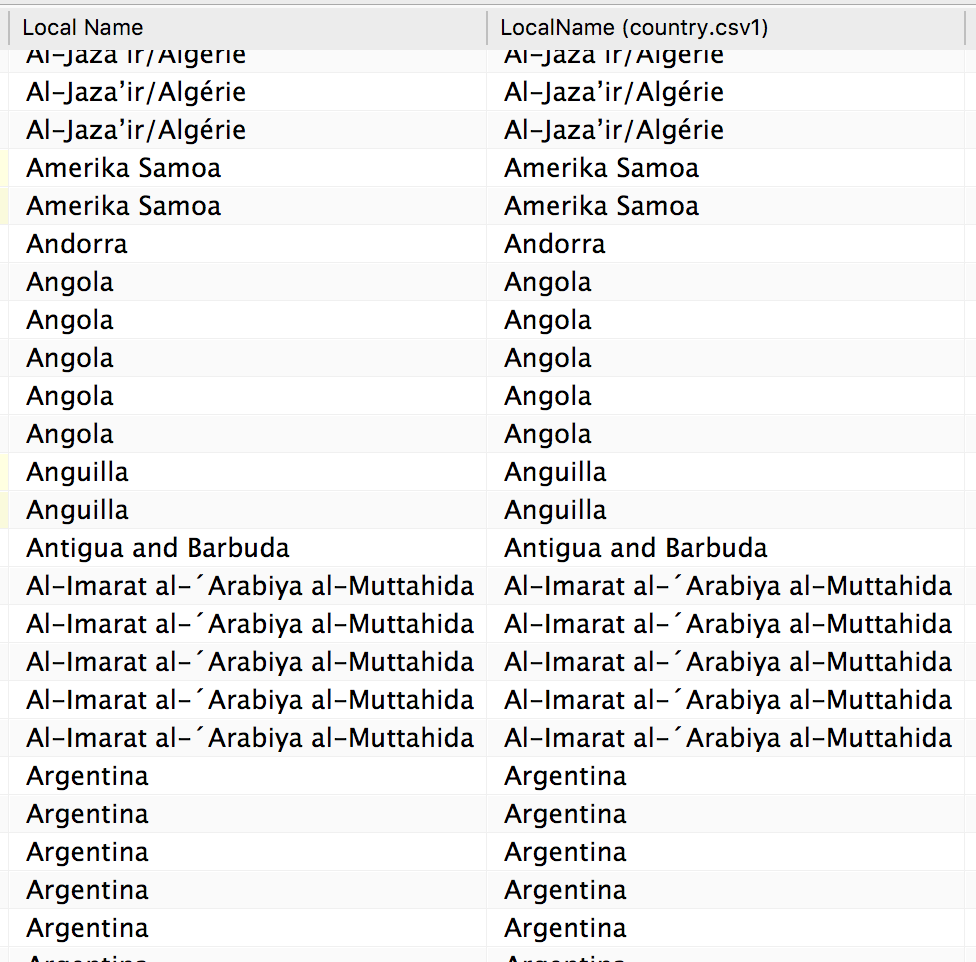 Local Name LocalName (country.csv1)
Al-Jaza’ir/Algérie Al-Jaza’ir/Algérie
Al-Jaza’ir/Algérie Al-Jaza’ir/Algérie
Al-Jaza’ir/Algérie Al-Jaza’ir/Algérie
Amerika Samoa Amerika Samoa
Amerika Samoa Amerika Samoa
Andorra Andorra
Angola Angola
Angola Angola
Angola Angola
Angola Angola
Angola Angola
Anguilla Anguilla
Anguilla Anguilla
Antigua and Barbuda Antigua and Barbuda
Al-Imarat al-´Arabiya al-Muttahida Al-Imarat al-´Arabiya al-Muttahida
Al-Imarat al-´Arabiya al-Muttahida Al-Imarat al-´Arabiya al-Muttahida
Al-Imarat al-´Arabiya al-Muttahida Al-Imarat al-´Arabiya al-Muttahida
Al-Imarat al-´Arabiya al-Muttahida Al-Imarat al-´Arabiya al-Muttahida
Al-Imarat al-´Arabiya al-Muttahida Al-Imarat al-´Arabiya al-Muttahida
Argentina Argentina
Argentina Argentina
Argentina Argentina
Argentina Argentina
Argentina Argentina